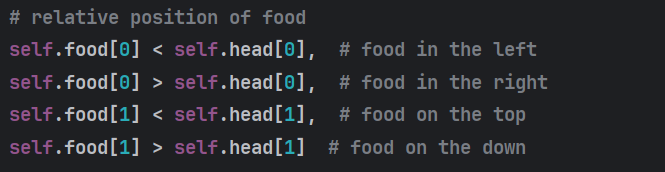 # relative position of food
self.food[0] < self.head[0],  # food in the left
self.food[0] > self.head[0],  # food in the right
self.food[1] < self.head[1],  # food on the top
self.food[1] > self.head[1]  # food on the down